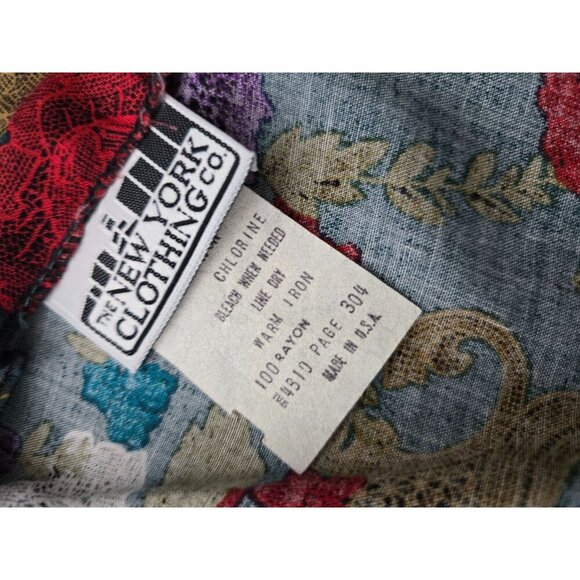 THE
NEW YORK
CLOTHING CO.
CHLORINE
BLEACH WHEN NEEDED
LINE DRY
WARM IRON
100 RAYON
4510 PAGE 304
MADE IN U.S.A.